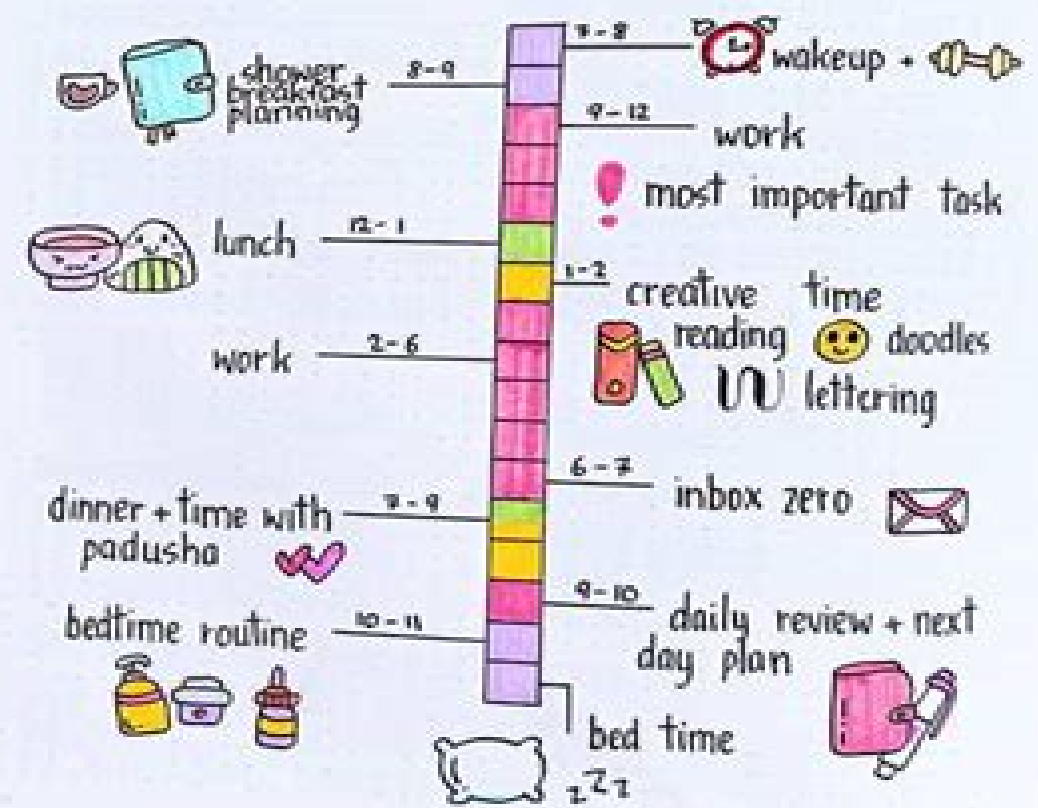 7-8
wakeup +
8-9
shower
breakfast
planning
9-12
work
most important task
12-1
lunch
1-2
creative time
reading doodles
lettering
2-6
work
6-7
inbox zero
7-9
dinner + time with
padusha
9-10
daily review + next
day plan
10-11
bedtime routine
bed time
zZz